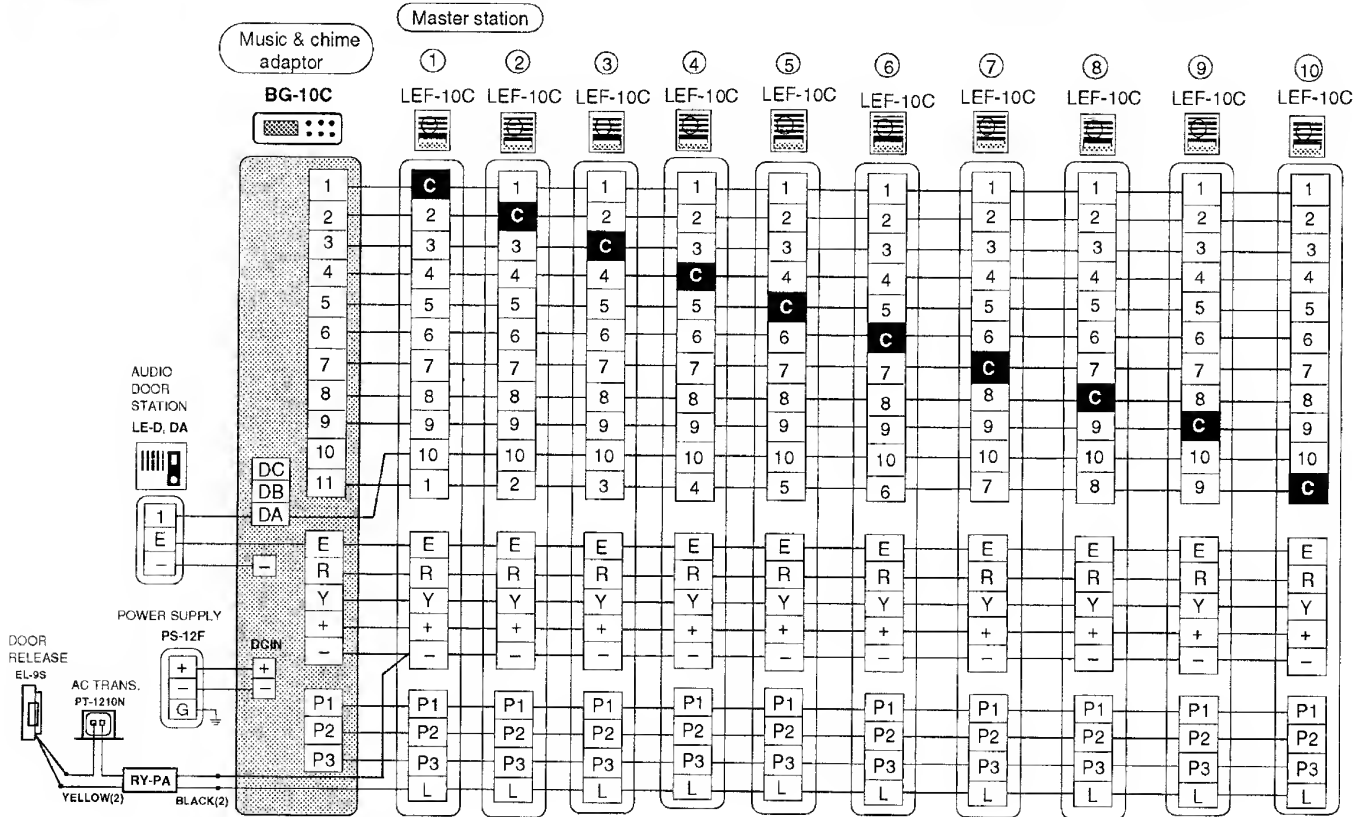 Master station
Music & chime
adaptor
① ② ③ ④ ⑤ ⑥ ⑦ ⑧ ⑨ ⑩
BG-10C LEF-10C LEF-10C LEF-10C LEF-10C LEF-10C LEF-10C LEF-10C LEF-10C LEF-10C LEF-10C
1 C 1 1 1 1 1 1 1 1 1
2 2 C 2 2 2 2 2 2 2 2
3 3 3 C 3 3 3 3 3 3 3
4 4 4 4 C 4 4 4 4 4 4
5 5 5 5 5 C 5 5 5 5 5
6 6 6 6 6 6 C 6 6 6 6
7 7 7 7 7 7 7 C 7 7 7
8 8 8 8 8 8 8 8 C 8 8
9 9 9 9 9 9 9 9 9 C 9
10 10 10 10 10 10 10 10 10 10 10
11 1 2 3 4 5 6 7 8 9 C
AUDIO
DOOR
STATION
LE-D, DA
DC
DB
1 DA
E E E E E E E E E E E E
– – R R R R R R R R R R R
Y Y Y Y Y Y Y Y Y Y Y
+ + + + + + + + + + +
– – – – – – – – – – –
POWER SUPPLY
PS-12F DCIN
+ +
– –
G
DOOR
RELEASE
EL-9S
AC TRANS.
PT-1210N
P1 P1 P1 P1 P1 P1 P1 P1 P1 P1 P1
P2 P2 P2 P2 P2 P2 P2 P2 P2 P2 P2
P3 P3 P3 P3 P3 P3 P3 P3 P3 P3 P3
L L L L L L L L L L
RY-PA
YELLOW(2) BLACK(2)